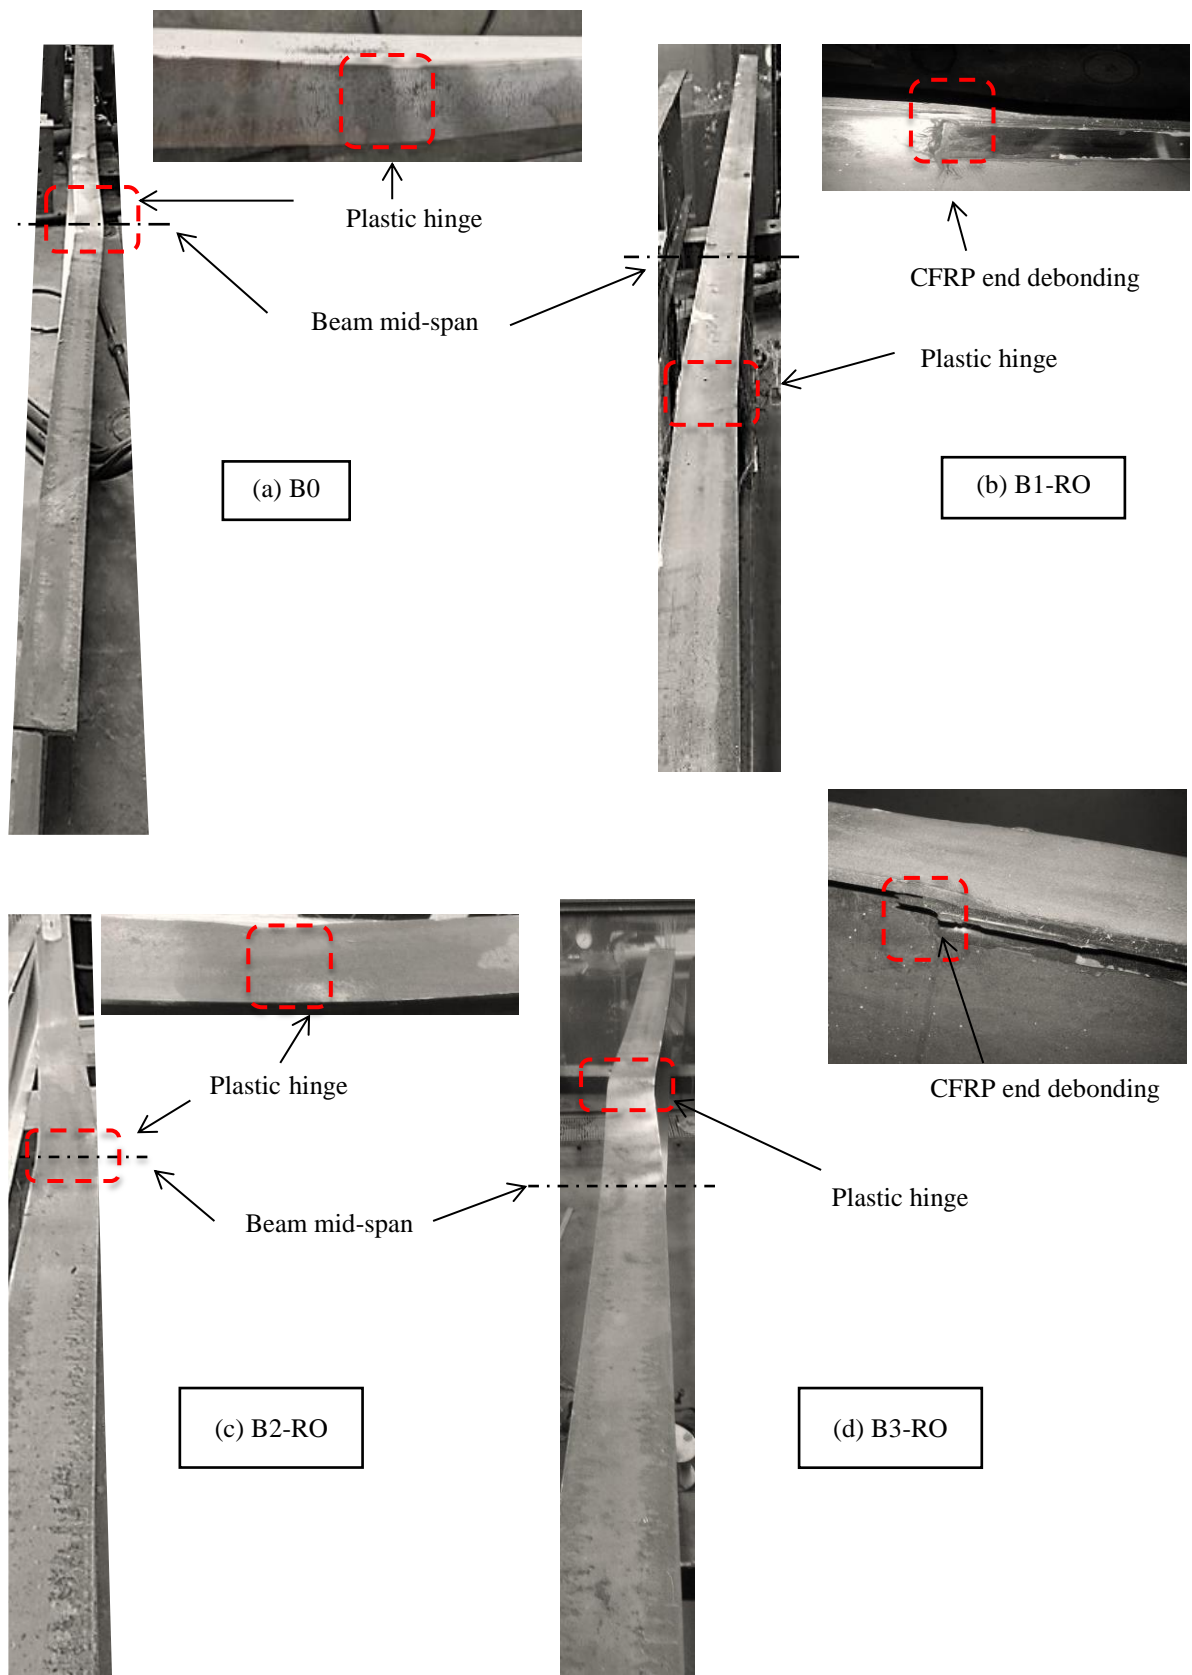 Plastic hinge
CFRP end debonding
Beam mid-span
Plastic hinge
(a) B0
(b) B1-RO
Plastic hinge
CFRP end debonding
Beam mid-span
Plastic hinge
(c) B2-RO
(d) B3-RO